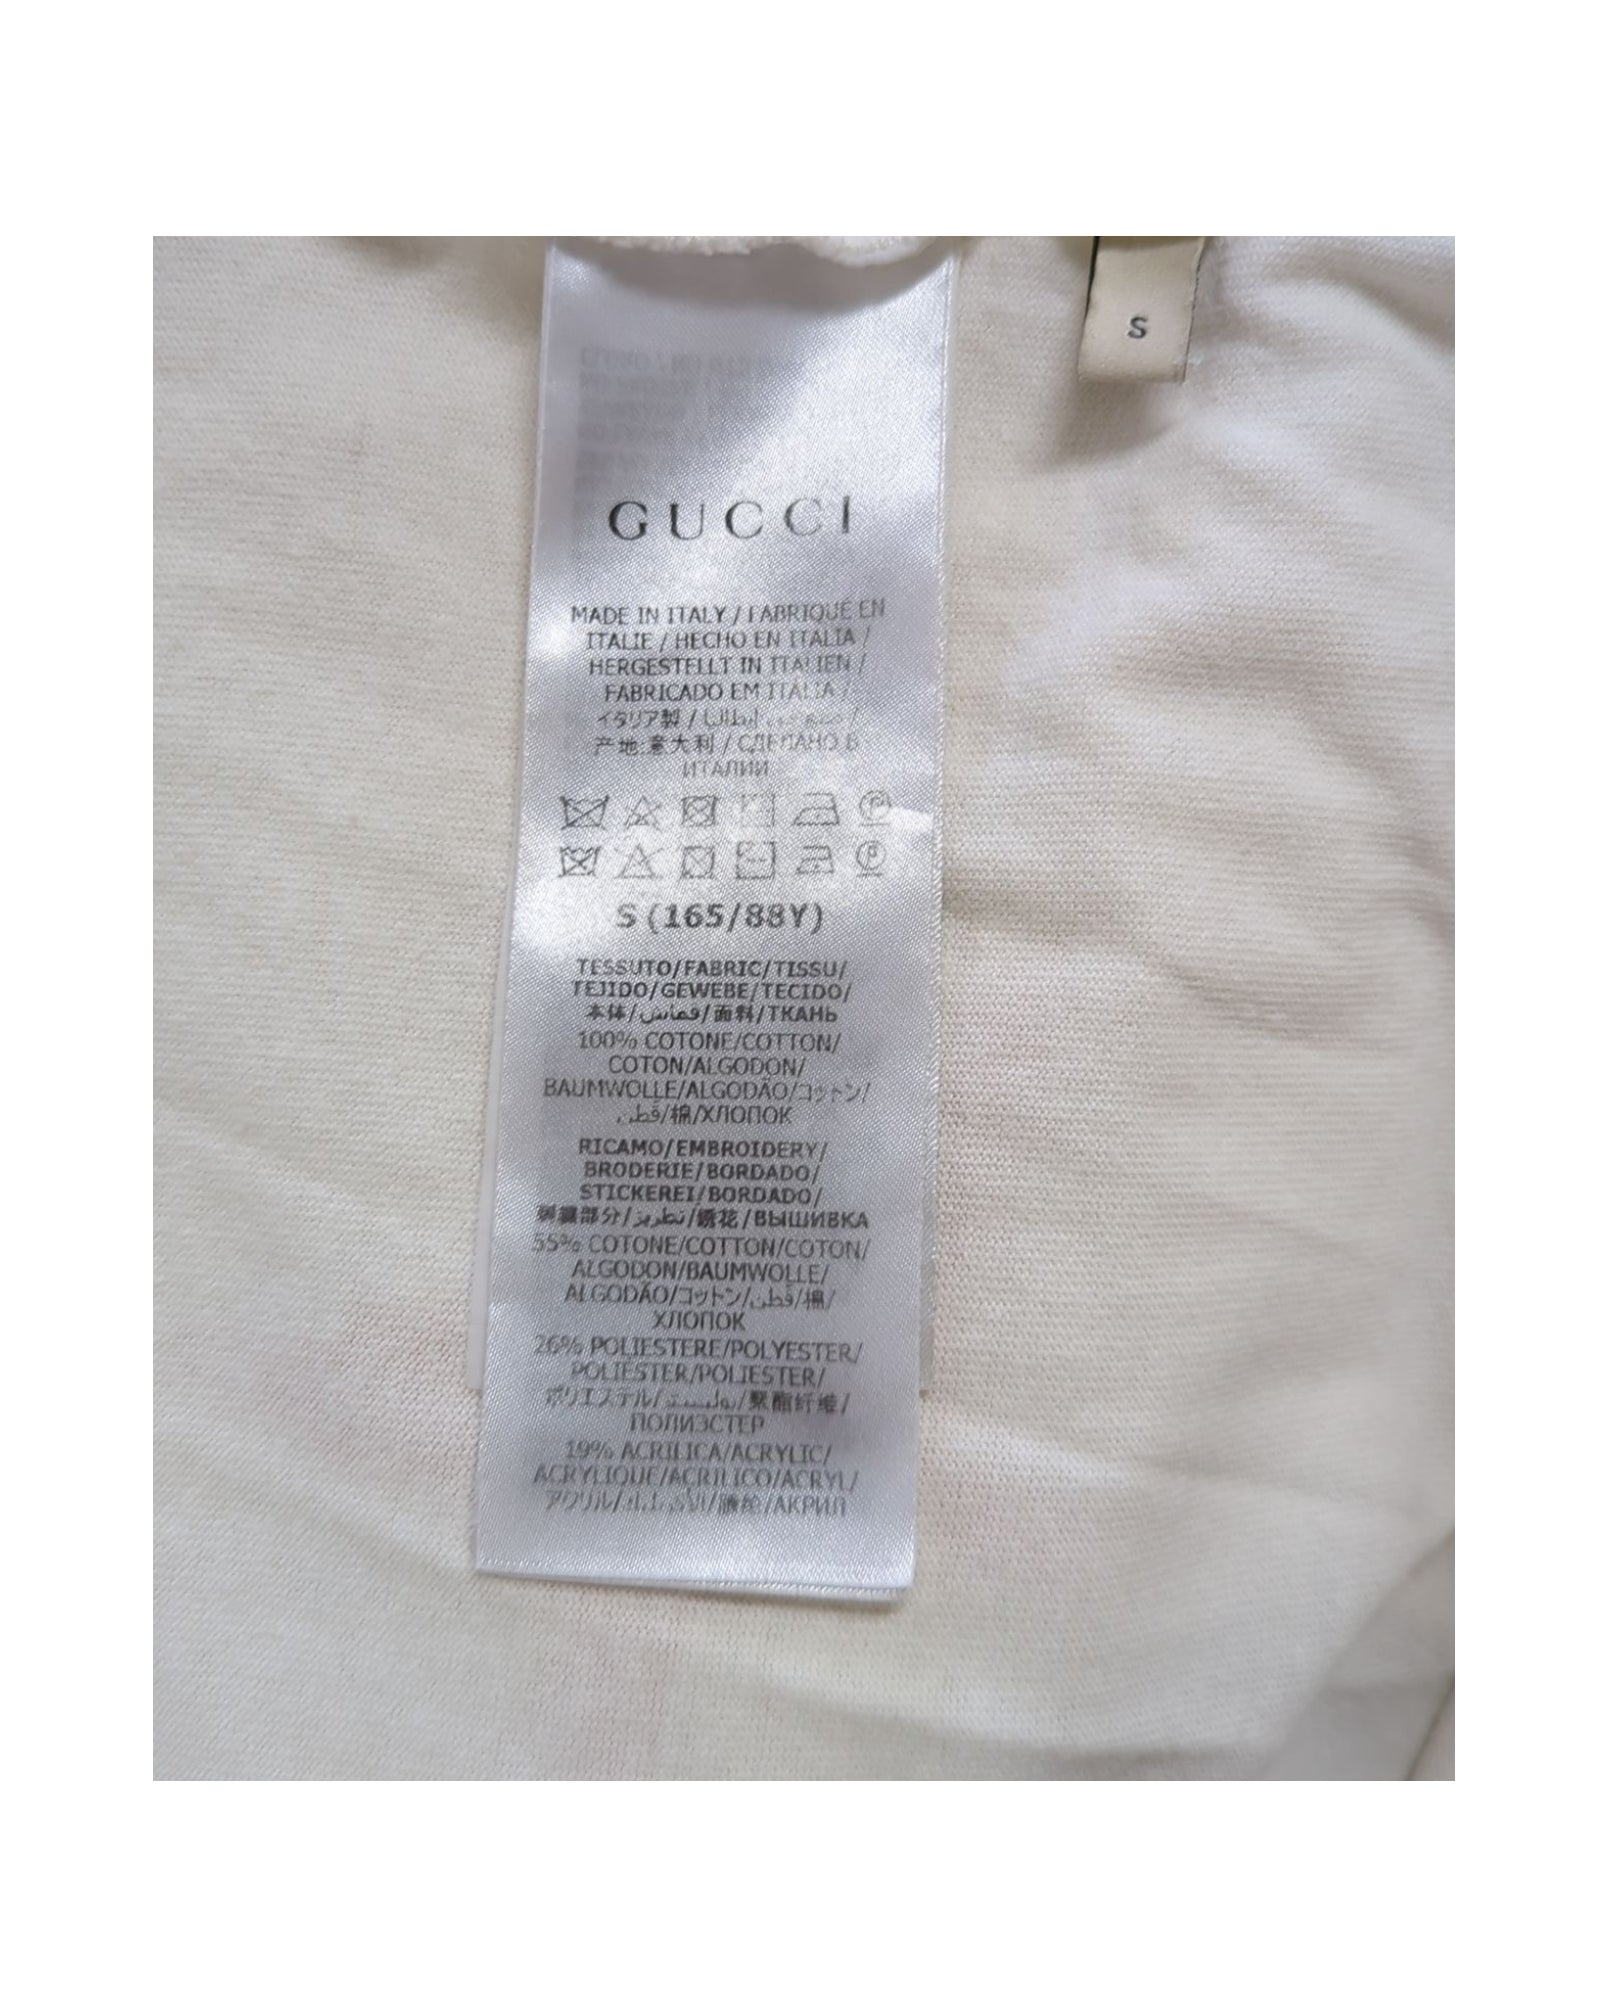 S
GUCCI
MADE IN ITALY / FABRIQUÉ EN
ITALIE / HECHO EN ITALIA /
HERGESTELLT IN ITALIEN /
FABRICADO EM ITÁLIA /
イタリア製 / صنع في إيطاليا /
产地:意大利 / СДЕЛАНО В
ИТАЛИИ
S (165/88Y)
TESSUTO/FABRIC/TISSU/
TEJIDO/GEWEBE/TECIDO/
本体/قماش/面料/ТКАНЬ
100% COTONE/COTTON/
COTON/ALGODON/
BAUMWOLLE/ALGODÃO/コットン/
قطن/棉/ХЛОПОК
RICAMO/EMBROIDERY/
BRODERIE/BORDADO/
STICKEREI/BORDADO/
刺繍部分/تطريز/绣花/ВЫШИВКА
55% COTONE/COTTON/COTON/
ALGODON/BAUMWOLLE/
ALGODÃO/コットン/قطن/棉/
ХЛОПОК
26% POLIESTERE/POLYESTER/
POLIESTER/POLIESTER/
ポリエステル/بوليستر/聚酯纤维/
ПОЛИЭСТЕР
19% ACRILICA/ACRYLIC/
ACRYLIQUE/ACRILICO/ACRYL/
アクリル/腈纶/АКРИЛ